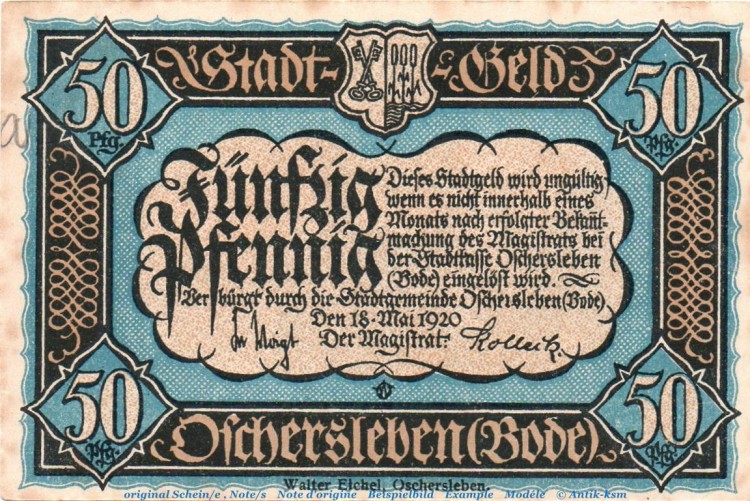 50 Pfg. Stadt-Geld 50 Pfg.
Fünfzig
Pfennig
Dieses Stadtgeld wird ungültig,
wenn es nicht innerhalb eines
Monats nach erfolgter Bekannt-
machung des Magistrats bei
der Stadtkasse Oschersleben
(Bode) eingelöst wird.
Verbürgt durch die Stadtgemeinde Oschersleben (Bode)
Den 18. Mai 1920
Der Magistrat:
50 Pfg. Oschersleben (Bode) 50 Pfg.
Walter Eichel, Oschersleben.
original Schein/e , Note/s Note d'origine Beispielbild Example Modèle © Antik-ksm